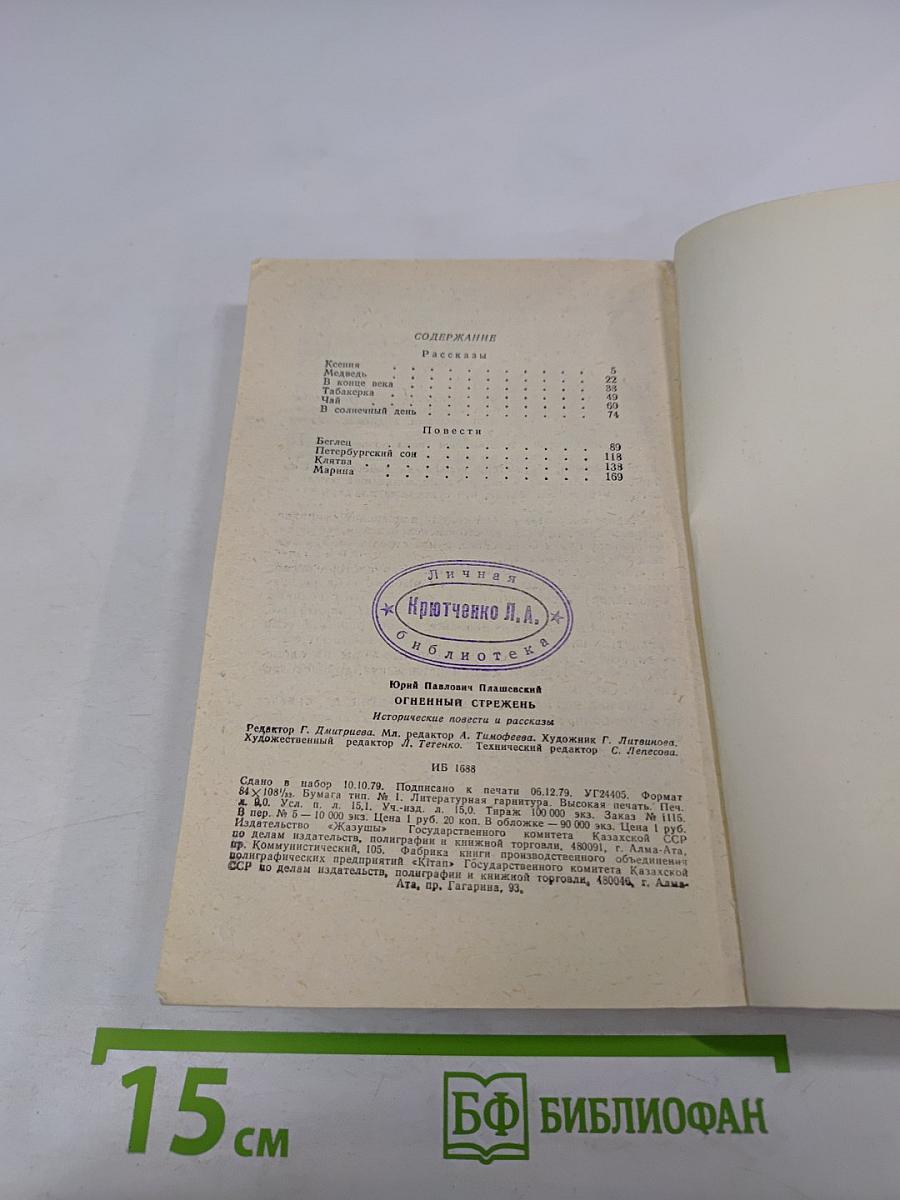 СОДЕРЖАНИЕ
Рассказы
Ксения . . . . . . . . . . . 5
Медведь . . . . . . . . . . . 22
В конце века . . . . . . . . . . 33
Табакерка . . . . . . . . . . 49
Чай . . . . . . . . . . . 60
В солнечный день . . . . . . . . . 74
Повести
Беглец . . . . . . . . . . . 89
Петербургский сон . . . . . . . . . 118
Клятва . . . . . . . . . . . 138
Марина . . . . . . . . . . . 169
Личная
Крютченко Л.А.
библиотека
Юрий Павлович Плашевский
ОГНЕННЫЙ СТРЕЖЕНЬ
Исторические повести и рассказы
Редактор Г. Дмитриева. Мл. редактор А. Тимофеева. Художник Г. Литвинова.
Художественный редактор Л. Тетенко. Технический редактор С. Лепесова.
ИБ 1688
Сдано в набор 10.10.79. Подписано к печати 06.12.79. УГ24405. Формат
84×108 1/32. Бумага тип. № 1. Литературная гарнитура. Высокая печать. Печ.
л. 9,0. Усл. п. л. 15,1. Уч.-изд. л. 15,0. Тираж 100 000 экз. Заказ № 1115.
В пер. № 5 — 10 000 экз. Цена 1 руб. 20 коп. В обложке — 90 000 экз. Цена 1 руб.
Издательство «Жазушы» Государственного комитета Казахской ССР
по делам издательств, полиграфии и книжной торговли, 480091, г. Алма-Ата,
пр. Коммунистический, 105. Фабрика книги производственного объединения
полиграфических предприятий «Кітап» Государственного комитета Казахской
ССР по делам издательств, полиграфии и книжной торговли, 480046, г. Алма-
Ата, пр. Гагарина, 93.
15 см
БФ БИБЛИОФАН